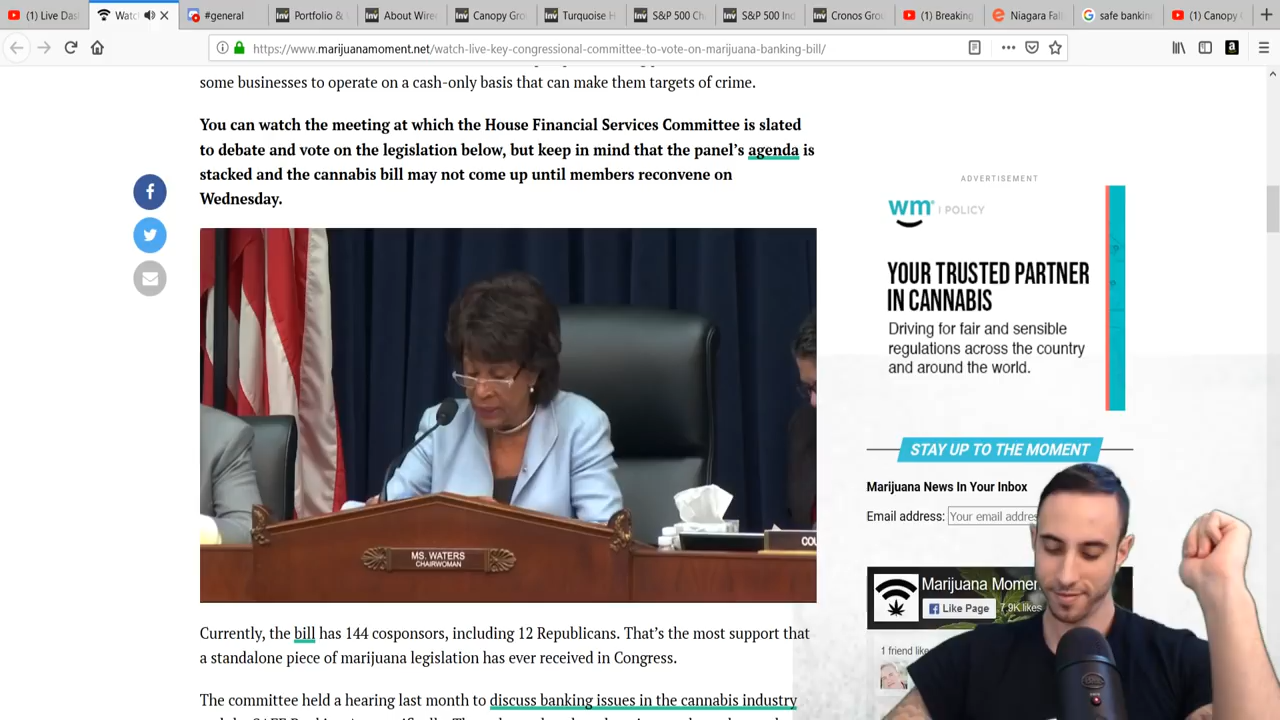 (1) Live Das
Watc
#general
Portfolio &
About Wire
Canopy Gro
Turquoise H
S&P 500 Ch
S&P 500 Ind
Cronos Grou
(1) Breaking
Niagara Fall
safe bankin
(1) Canopy
https://www.marijuanamoment.net/watch-live-key-congressional-committee-to-vote-on-marijuana-banking-bill/
some businesses to operate on a cash-only basis that can make them targets of crime.
You can watch the meeting at which the House Financial Services Committee is slated
to debate and vote on the legislation below, but keep in mind that the panel's agenda is
stacked and the cannabis bill may not come up until members reconvene on
Wednesday.
MS. WATERS
CHAIRWOMAN
COU
Currently, the bill has 144 cosponsors, including 12 Republicans. That's the most support that
a standalone piece of marijuana legislation has ever received in Congress.
The committee held a hearing last month to discuss banking issues in the cannabis industry
ADVERTISEMENT
wm | POLICY
YOUR TRUSTED PARTNER
IN CANNABIS
Driving for fair and sensible
regulations across the country
and around the world.
STAY UP TO THE MOMENT
Marijuana News In Your Inbox
Email address: Your email addres
Marijuana Momen
Like Page 7.9K likes
1 friend like